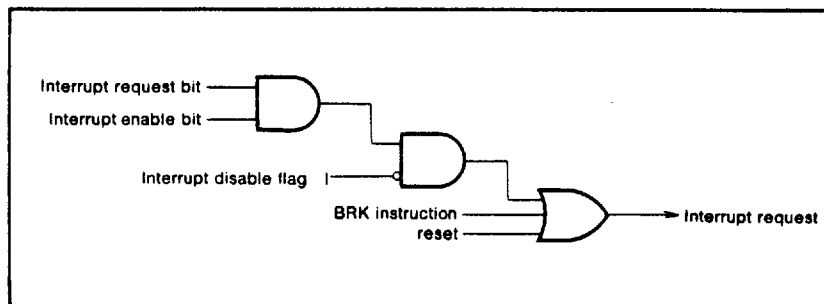 Interrupt request bit
Interrupt enable bit
Interrupt disable flag I
BRK instruction
reset
Interrupt request